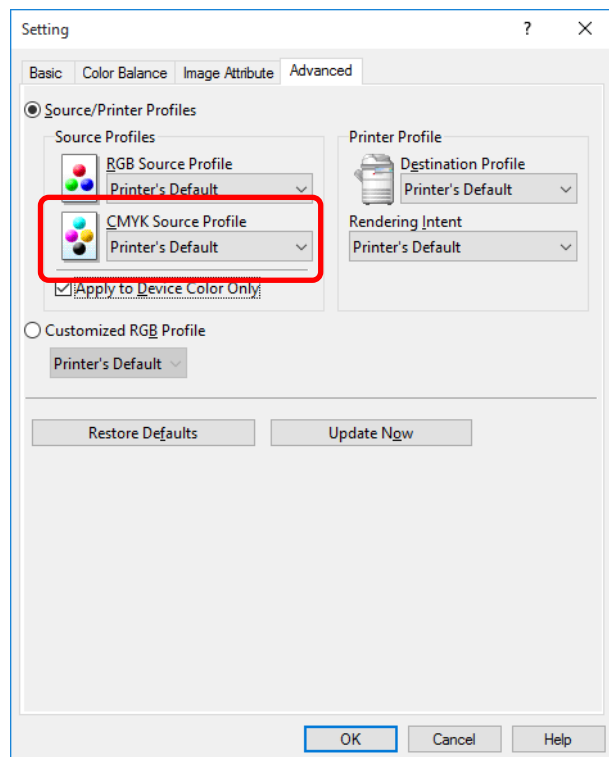 Setting
Basic Color Balance Image Attribute Advanced
Source/Printer Profiles
Source Profiles
RGB Source Profile
Printer's Default
CMYK Source Profile
Printer's Default
Apply to Device Color Only
Printer Profile
Destination Profile
Printer's Default
Rendering Intent
Printer's Default
Customized RGB Profile
Printer's Default
Restore Defaults Update Now
OK Cancel Help